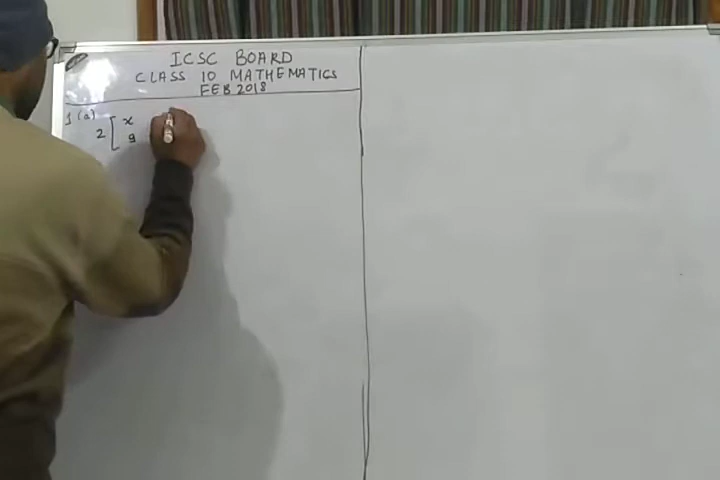 ICSC BOARD
CLASS 10 MATHEMATICS
FEB 2018
1 (a)
2 [ x
9